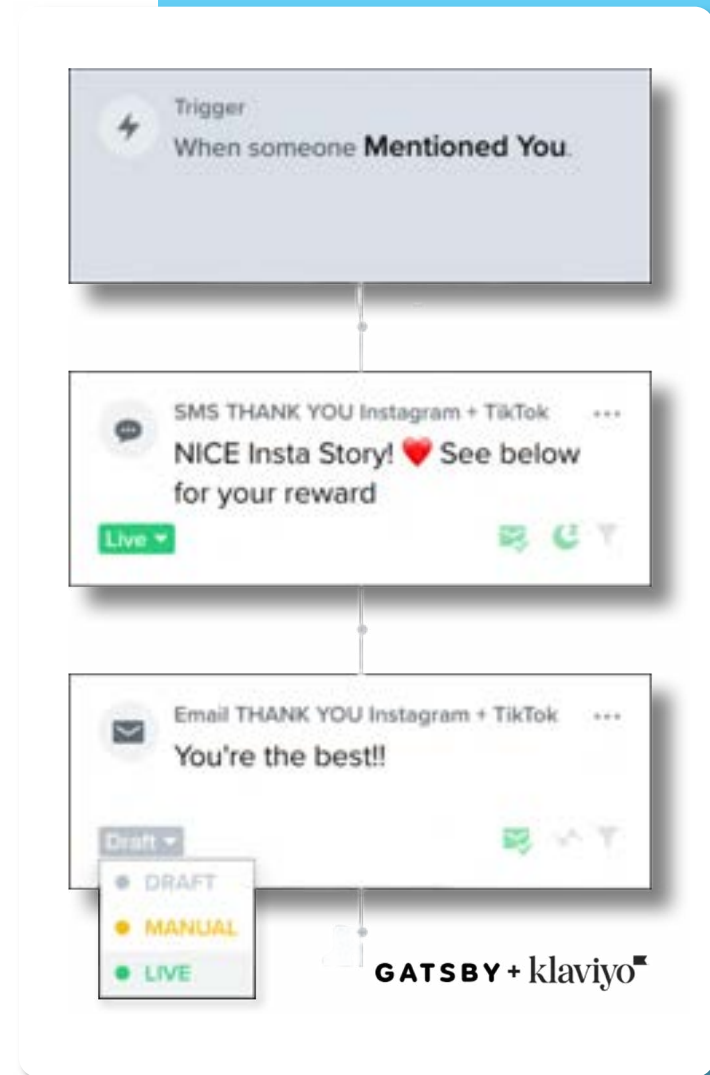 Trigger
When someone Mentioned You.
SMS THANK YOU Instagram + TikTok
NICE Insta Story! ❤️ See below
for your reward
Live
Email THANK YOU Instagram + TikTok
You're the best!!
Draft
DRAFT
MANUAL
LIVE
GATSBY + klaviyo